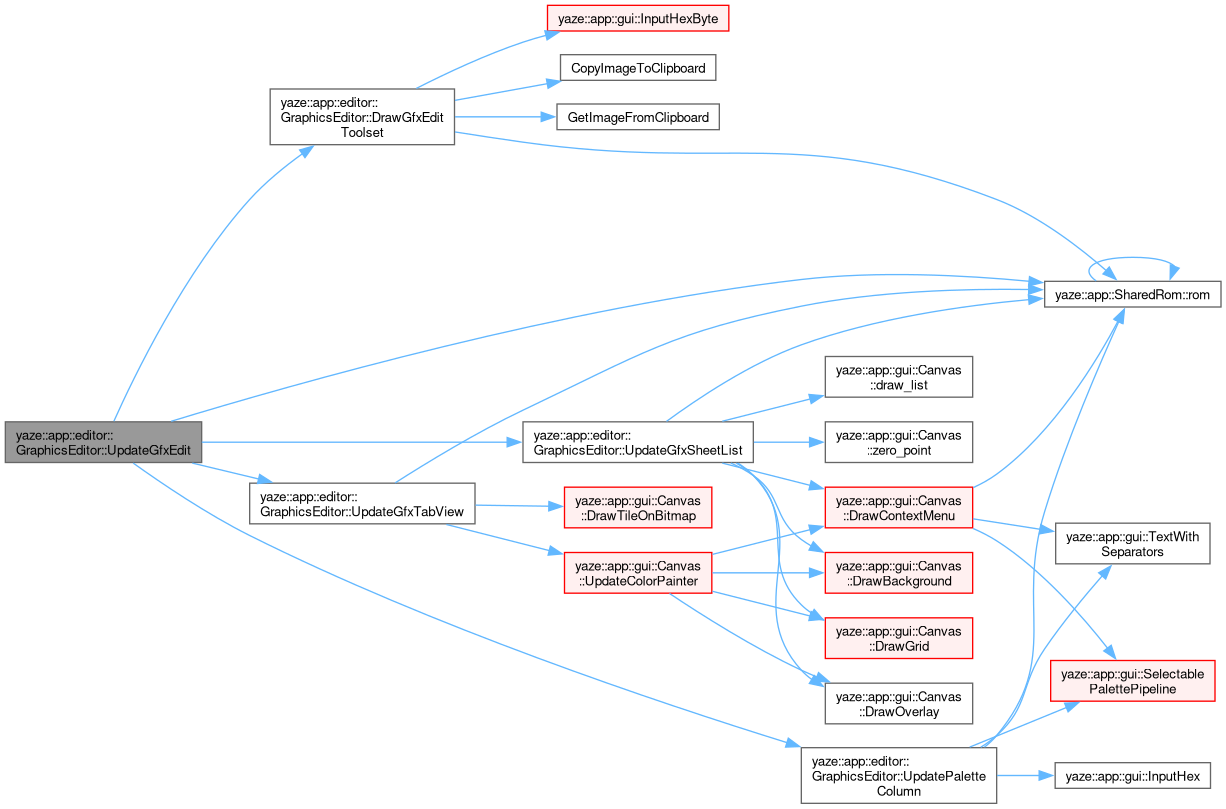 yaze::app::gui::InputHexByte
CopyImageToClipboard
yaze::app::editor::
GraphicsEditor::DrawGfxEdit
Toolset
GetImageFromClipboard
yaze::app::SharedRom::rom
yaze::app::gui::Canvas
::draw_list
yaze::app::editor::
GraphicsEditor::UpdateGfxEdit
yaze::app::editor::
GraphicsEditor::UpdateGfxSheetList
yaze::app::gui::Canvas
::zero_point
yaze::app::editor::
GraphicsEditor::UpdateGfxTabView
yaze::app::gui::Canvas
::DrawTileOnBitmap
yaze::app::gui::Canvas
::DrawContextMenu
yaze::app::gui::TextWith
Separators
yaze::app::gui::Canvas
::UpdateColorPainter
yaze::app::gui::Canvas
::DrawBackground
yaze::app::gui::Canvas
::DrawGrid
yaze::app::gui::Selectable
PalettePipeline
yaze::app::gui::Canvas
::DrawOverlay
yaze::app::editor::
GraphicsEditor::UpdatePalette
Column
yaze::app::gui::InputHex